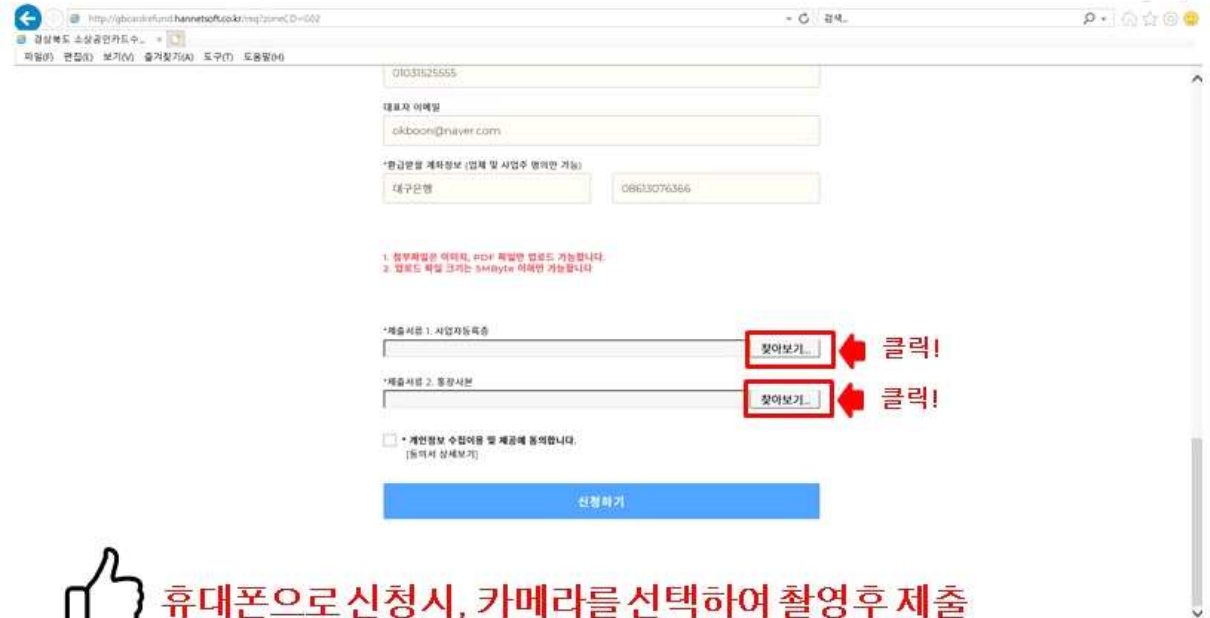 http://gbcardrefund.hannetsoft.co.kr/req?zoneCD=G02
검색...
경상북도 소상공인카드수...
파일(F) 편집(E) 보기(V) 즐겨찾기(A) 도구(T) 도움말(H)
01031525555
대표자 이메일
okboon@naver.com
*환급받을 계좌정보 (업체 및 사업주 명의만 가능)
대구은행 08613076366
1. 첨부파일은 이미지, PDF 파일만 업로드 가능합니다.
2. 업로드 파일 크기는 5MByte 이하만 가능합니다
*제출서류 1. 사업자등록증
찾아보기... 클릭!
*제출서류 2. 통장사본
찾아보기... 클릭!
* 개인정보 수집이용 및 제공에 동의합니다.
[동의서 상세보기]
신청하기
휴대폰으로 신청시, 카메라를 선택하여 촬영후 제출